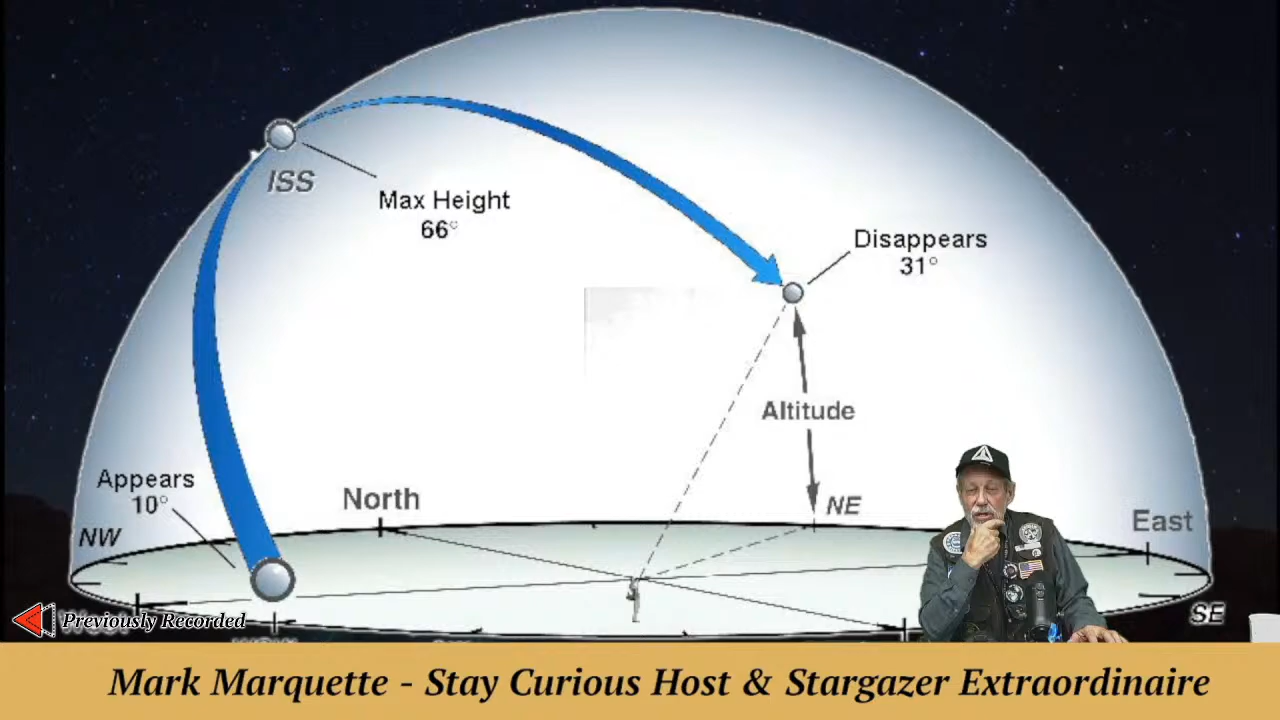 ISS
Max Height
66°
Disappears
31°
Altitude
Appears
10°
North
NE
East
NW
Previously Recorded
SE
Mark Marquette - Stay Curious Host & Stargazer Extraordinaire